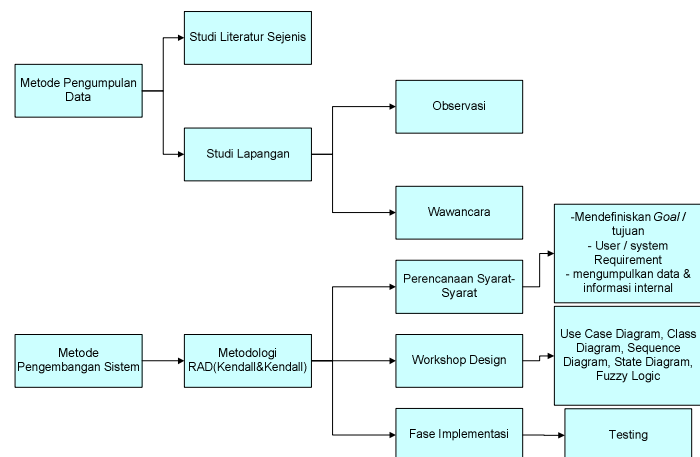 Studi Literatur Sejenis
Metode Pengumpulan
Data
Observasi
Studi Lapangan
Wawancara
-Mendefiniskan Goal /
tujuan
- User / system
Requirement
- mengumpulkan data &
informasi internal
Perencanaan Syarat-
Syarat
Metode
Pengembangan Sistem
Metodologi
RAD(Kendall&Kendall)
Workshop Design
Use Case Diagram, Class
Diagram, Sequence
Diagram, State Diagram,
Fuzzy Logic
Fase Implementasi
Testing